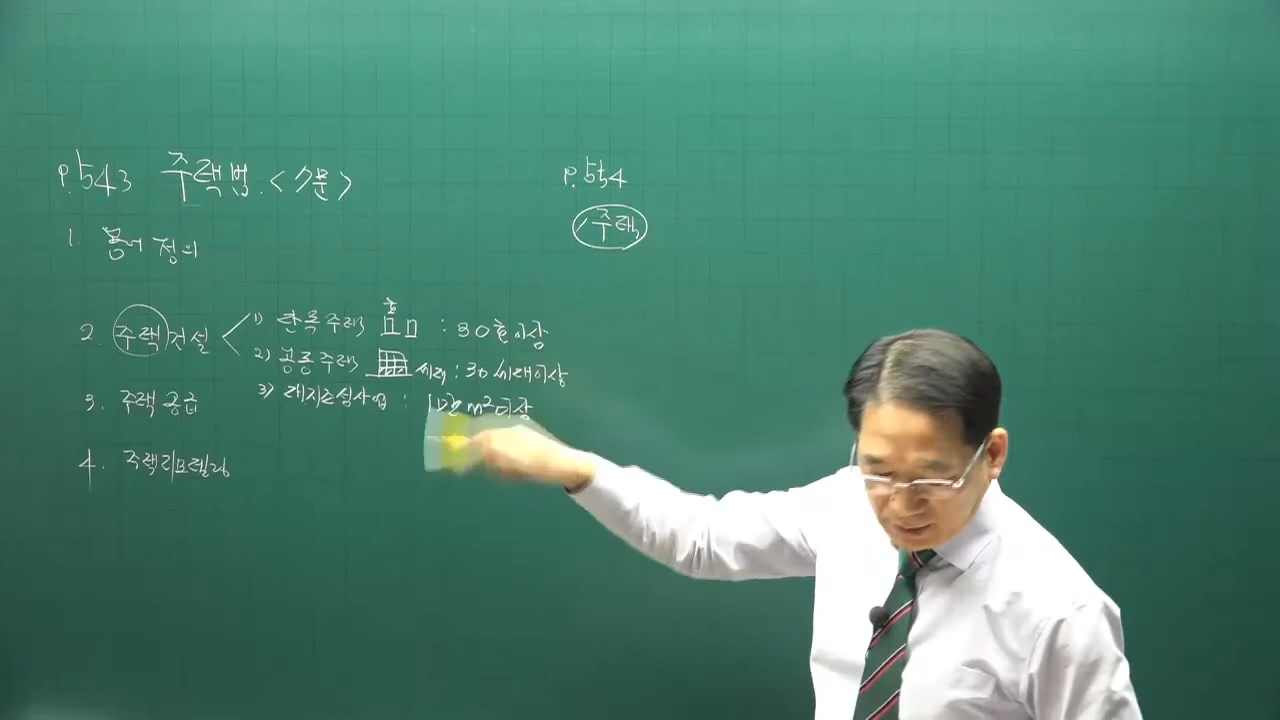 P.543 주택법 <7문>
1. 용어정의
2. 주택건설 < 1) 단독주택 호 : 30호이상
2) 공동주택 세대 : 30세대이상
3) 대지조성사업 : 1만m²이상
3. 주택공급
4. 주택리모델링
P.554
주택